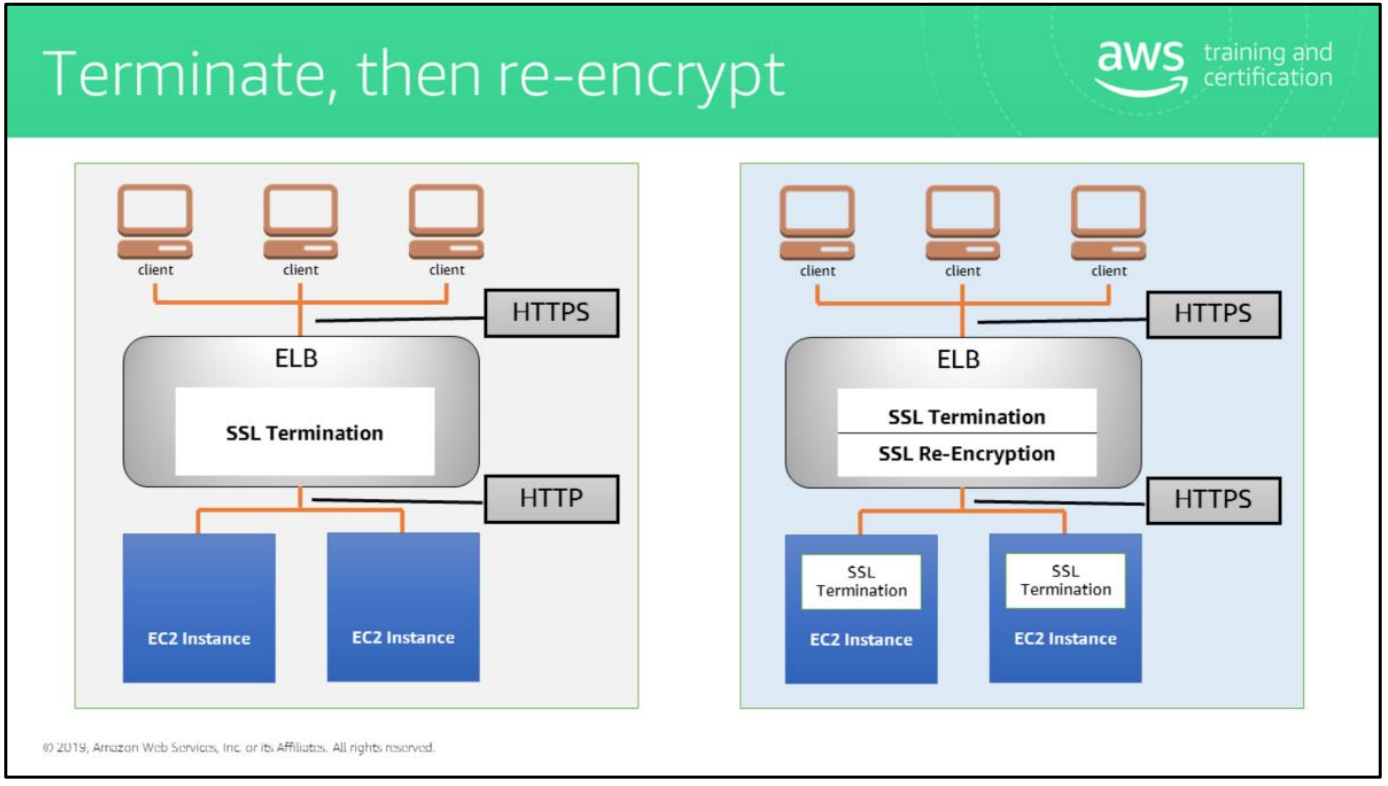 Terminate, then re-encrypt
aws training and
certification
client client client
HTTPS
ELB
SSL Termination
HTTP
EC2 Instance EC2 Instance
client client client
HTTPS
ELB
SSL Termination
SSL Re-Encryption
HTTPS
SSL
Termination
SSL
Termination
EC2 Instance EC2 Instance
© 2019, Amazon Web Services, Inc. or its Affiliates. All rights reserved.